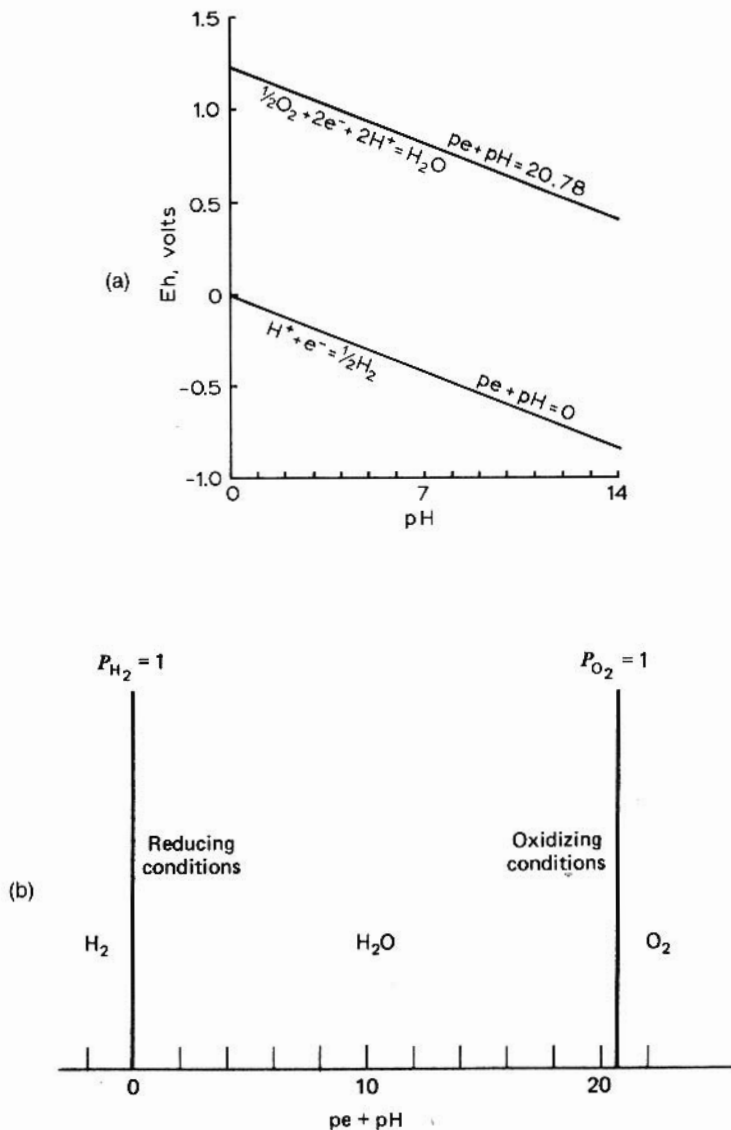 (a)
Eh, volts
1.5
1.0
0.5
0
-0.5
-1.0
½O₂ + 2e⁻ + 2H⁺ = H₂O
pe + pH = 20.78
H⁺ + e⁻ = ½H₂
pe + pH = 0
0 7 14
pH
(b)
P_H₂ = 1 P_O₂ = 1
Reducing conditions
Oxidizing conditions
H₂ H₂O O₂
0 10 20
pe + pH